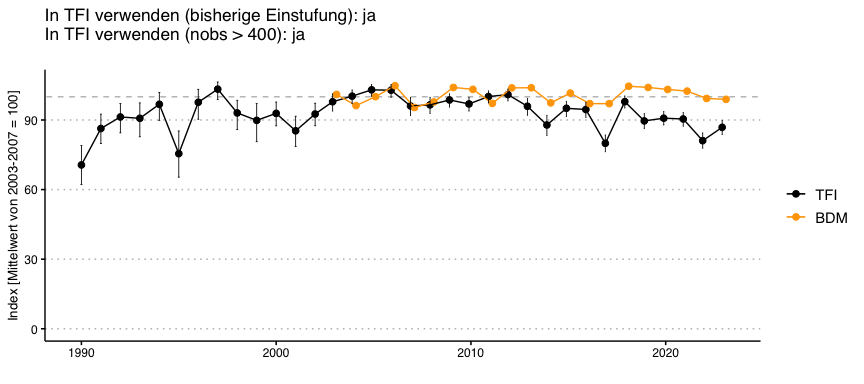 In TFI verwenden (bisherige Einstufung): ja
In TFI verwenden (nobs > 400): ja
Index [Mittelwert von 2003-2007 = 100]
90
60
30
0
1990
2000
2010
2020
TFI
BDM